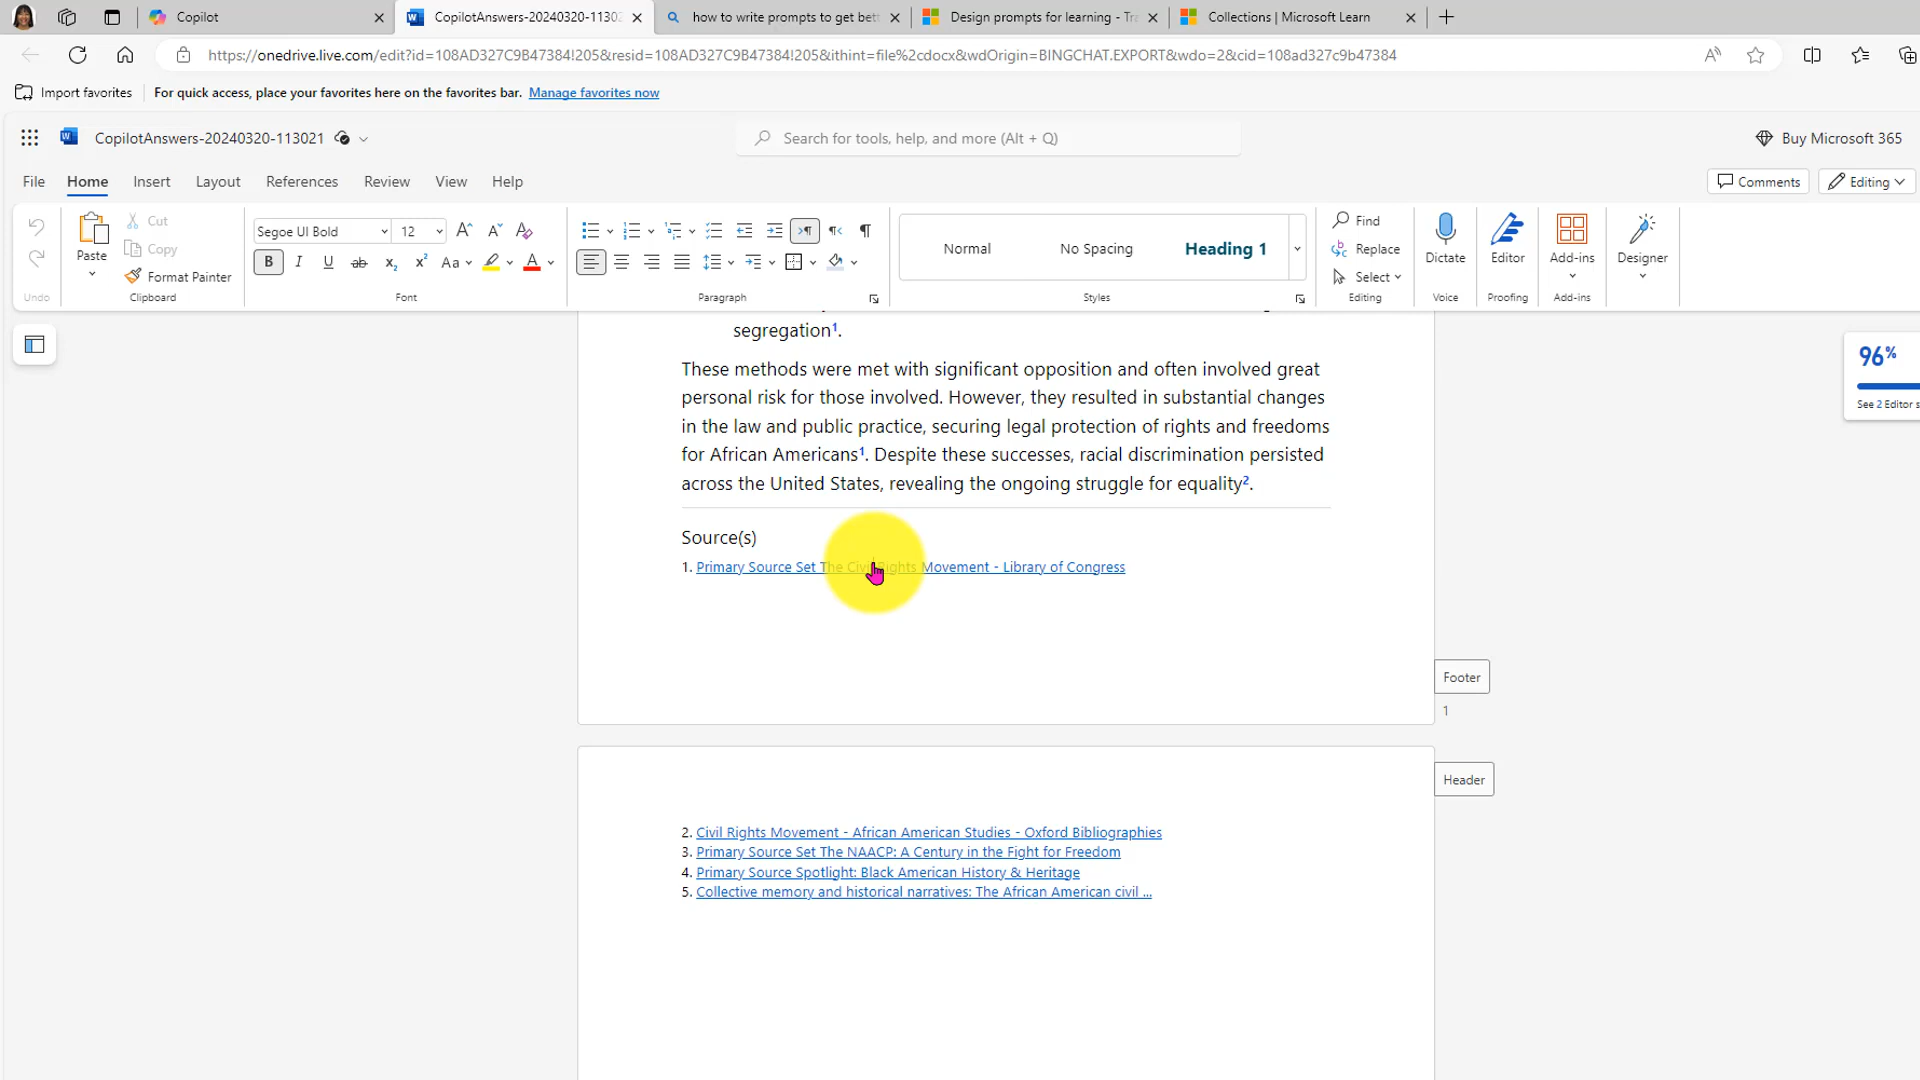 Copilot
CopilotAnswers-20240320-11302
how to write prompts to get bett
Design prompts for learning - Tra
Collections | Microsoft Learn
https://onedrive.live.com/edit?id=108AD327C9B47384!205&resid=108AD327C9B47384!205&ithint=file%2cdocx&wdOrigin=BINGCHAT.EXPORT&wdo=2&cid=108ad327c9b47384
Import favorites
For quick access, place your favorites here on the favorites bar. Manage favorites now
CopilotAnswers-20240320-113021
Search for tools, help, and more (Alt + Q)
Buy Microsoft 365
File Home Insert Layout References Review View Help
Comments
Editing
Undo
Paste
Cut
Copy
Format Painter
Clipboard
Segoe UI Bold
12
Font
Paragraph
Normal
No Spacing
Heading 1
Styles
Find
Replace
Select
Editing
Dictate
Voice
Editor
Proofing
Add-ins
Add-ins
Designer
segregation¹.
These methods were met with significant opposition and often involved great
personal risk for those involved. However, they resulted in substantial changes
in the law and public practice, securing legal protection of rights and freedoms
for African Americans¹. Despite these successes, racial discrimination persisted
across the United States, revealing the ongoing struggle for equality².
Source(s)
1. Primary Source Set The Civil Rights Movement - Library of Congress
96%
See 2 Editor s
Footer
1
Header
2. Civil Rights Movement - African American Studies - Oxford Bibliographies
3. Primary Source Set The NAACP: A Century in the Fight for Freedom
4. Primary Source Spotlight: Black American History & Heritage
5. Collective memory and historical narratives: The African American civil ...